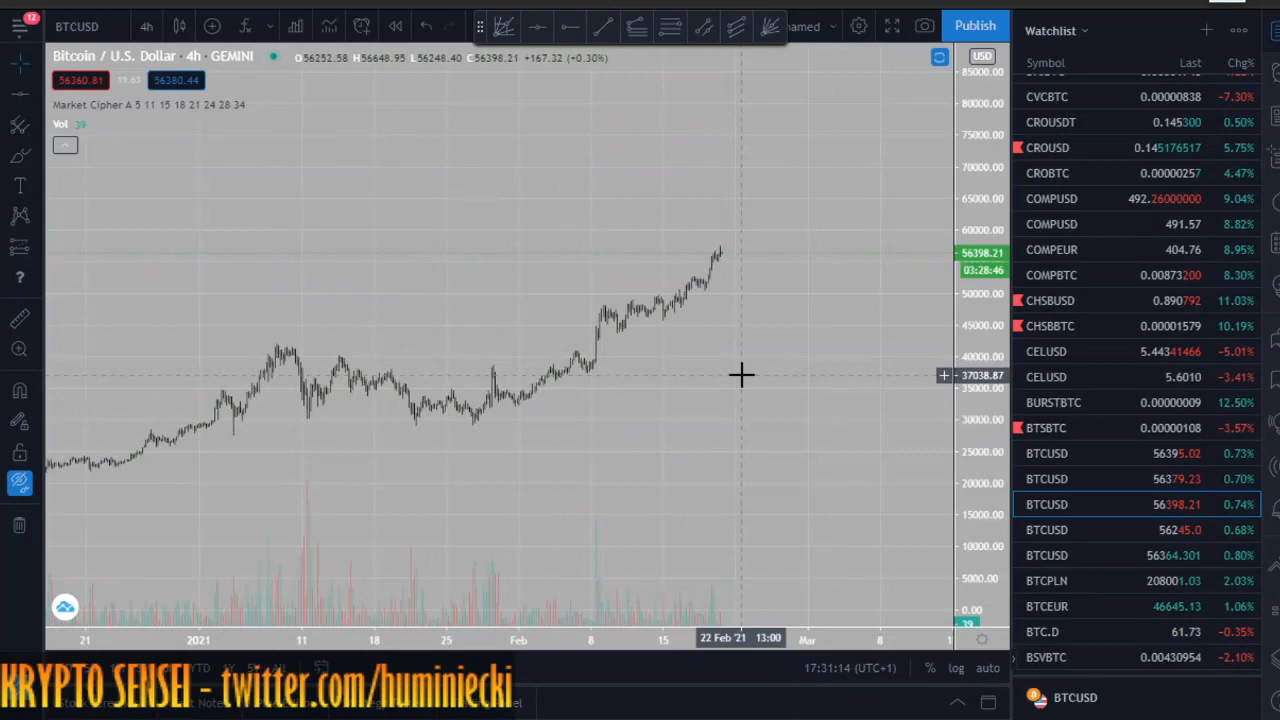 12
BTCUSD 4h named Publish
Watchlist
Bitcoin / U.S. Dollar · 4h · GEMINI O56252.58 H56648.95 L56248.40 C56398.21 +167.32 (+0.30%)
USD
56360.81 19.63 56380.44
Market Cipher A 5 11 15 18 21 24 28 34
Vol 39
85000.00
80000.00
75000.00
70000.00
65000.00
60000.00
56398.21
03:28:46
50000.00
45000.00
40000.00
37038.87
35000.00
30000.00
25000.00
20000.00
15000.00
10000.00
5000.00
0.00
39
21 2021 11 18 25 Feb 8 15 22 Feb '21 13:00 Mar 8
17:31:14 (UTC+1) % log auto
Symbol Last Chg%
CVCBTC 0.00000838 −7.30%
CROUSDT 0.145300 0.50%
CROUSD 0.145176517 5.75%
CROBTC 0.00000257 4.47%
COMPUSD 492.26000000 9.04%
COMPUSD 491.57 8.82%
COMPEUR 404.76 8.95%
COMPBTC 0.00873200 8.30%
CHSBUSD 0.890792 11.03%
CHSBBTC 0.00001579 10.19%
CELUSD 5.44341466 −5.01%
CELUSD 5.6010 −3.41%
BURSTBTC 0.00000009 12.50%
BTSBTC 0.00000108 −3.57%
BTCUSD 56395.02 0.73%
BTCUSD 56379.23 0.70%
BTCUSD 56398.21 0.74%
BTCUSD 56245.0 0.68%
BTCUSD 56364.301 0.80%
BTCPLN 208001.03 2.03%
BTCEUR 46645.13 1.06%
BTC.D 61.73 −0.35%
BSVBTC 0.00430954 −2.10%
BTCUSD
KRYPTO SENSEI - twitter.com/huminiecki